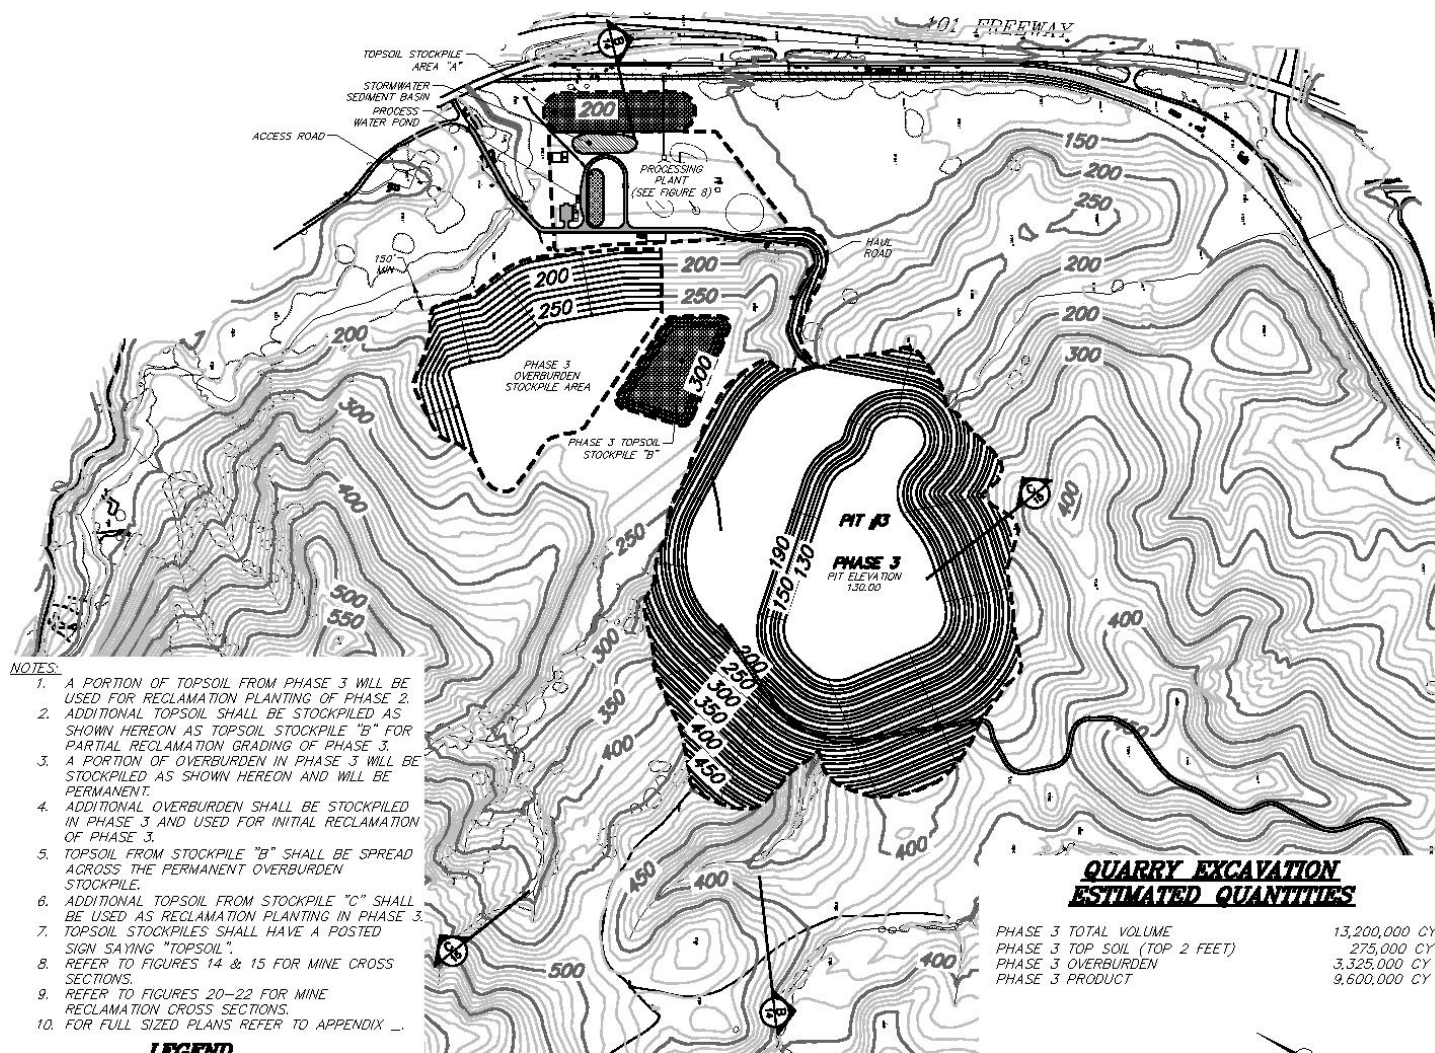 101 FREEWAY
TOPSOIL STOCKPILE
AREA "A"
STORMWATER
SEDIMENT BASIN
PROCESS
WATER POND
ACCESS ROAD
200
PROCESSING
PLANT
(SEE FIGURE 8)
150
200
250
HAUL
ROAD
150'
MIN
200
200
250
250
200
200
200
300
PHASE 3
OVERBURDEN
STOCKPILE AREA
300
300
PHASE 3 TOPSOIL
STOCKPILE "B"
400
400
250
PIT #3
190
130
150
PHASE 3
PIT ELEVATION
130.00
500
550
400
300
350
400
200
250
300
350
400
450
450
400
400
500
400
B
14
B
14
NOTES:
1. A PORTION OF TOPSOIL FROM PHASE 3 WILL BE
USED FOR RECLAMATION PLANTING OF PHASE 2.
2. ADDITIONAL TOPSOIL SHALL BE STOCKPILED AS
SHOWN HEREON AS TOPSOIL STOCKPILE "B" FOR
PARTIAL RECLAMATION GRADING OF PHASE 3.
3. A PORTION OF OVERBURDEN IN PHASE 3 WILL BE
STOCKPILED AS SHOWN HEREON AND WILL BE
PERMANENT.
4. ADDITIONAL OVERBURDEN SHALL BE STOCKPILED
IN PHASE 3 AND USED FOR INITIAL RECLAMATION
OF PHASE 3.
5. TOPSOIL FROM STOCKPILE "B" SHALL BE SPREAD
ACROSS THE PERMANENT OVERBURDEN
STOCKPILE.
6. ADDITIONAL TOPSOIL FROM STOCKPILE "C" SHALL
BE USED AS RECLAMATION PLANTING IN PHASE 3.
7. TOPSOIL STOCKPILES SHALL HAVE A POSTED
SIGN SAYING "TOPSOIL".
8. REFER TO FIGURES 14 & 15 FOR MINE CROSS
SECTIONS.
9. REFER TO FIGURES 20-22 FOR MINE
RECLAMATION CROSS SECTIONS.
10. FOR FULL SIZED PLANS REFER TO APPENDIX _.
LEGEND
QUARRY EXCAVATION
ESTIMATED QUANTITIES
PHASE 3 TOTAL VOLUME 13,200,000 CY
PHASE 3 TOP SOIL (TOP 2 FEET) 275,000 CY
PHASE 3 OVERBURDEN 3,325,000 CY
PHASE 3 PRODUCT 9,600,000 CY